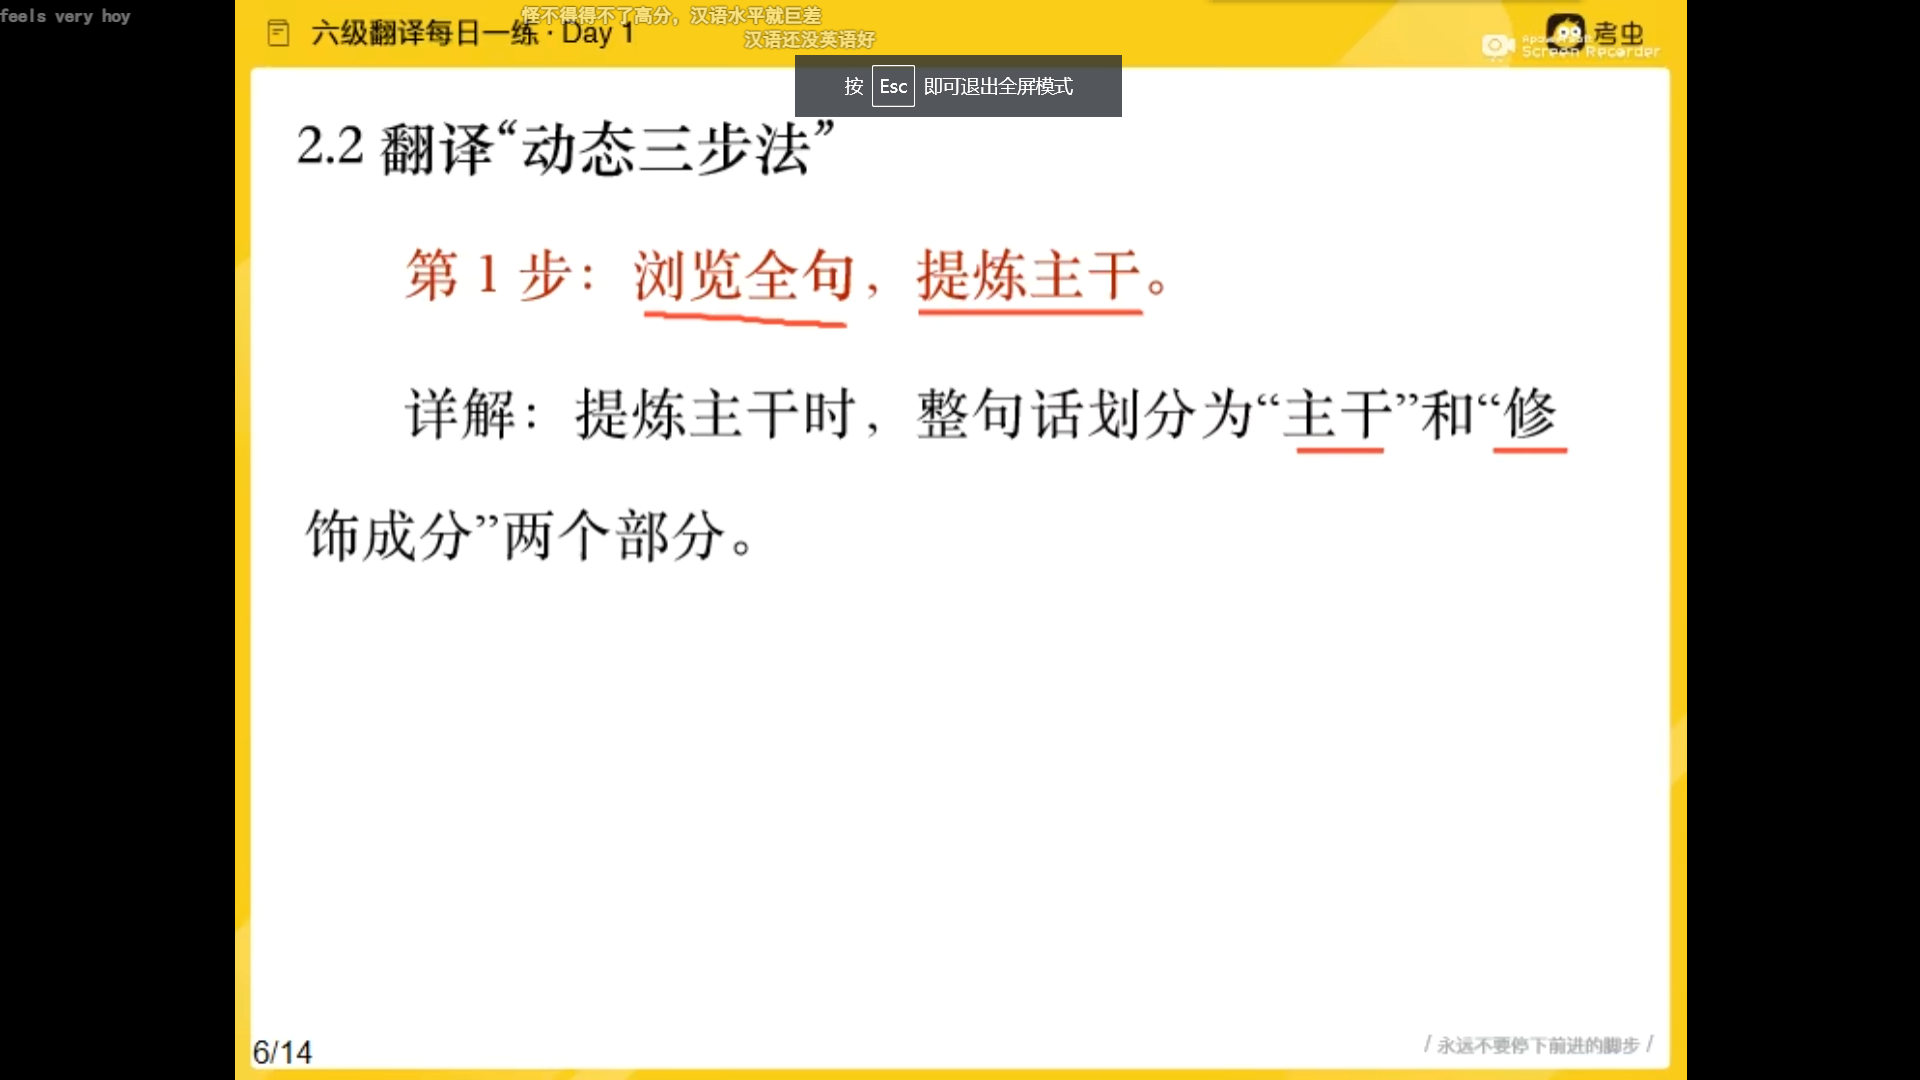 feels very hoy
怪不得得不了高分，汉语水平就巨差
六级翻译每日一练 · Day 1
汉语还没英语好
考虫
Screen Recorder
按 Esc 即可退出全屏模式
2.2 翻译“动态三步法”
第 1 步：浏览全句，提炼主干。
详解：提炼主干时，整句话划分为“主干”和“修
饰成分”两个部分。
6/14
/ 永远不要停下前进的脚步 /